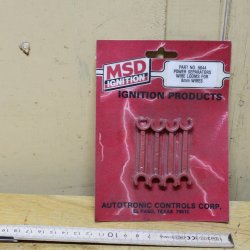 MSD
IGNITION
PART NO. 8844
POWER SEPARATORS
WIRE LOOMS FOR
8mm WIRES
IGNITION PRODUCTS
AUTOTRONIC CONTROLS CORP.
EL PASO, TEXAS 79915
10